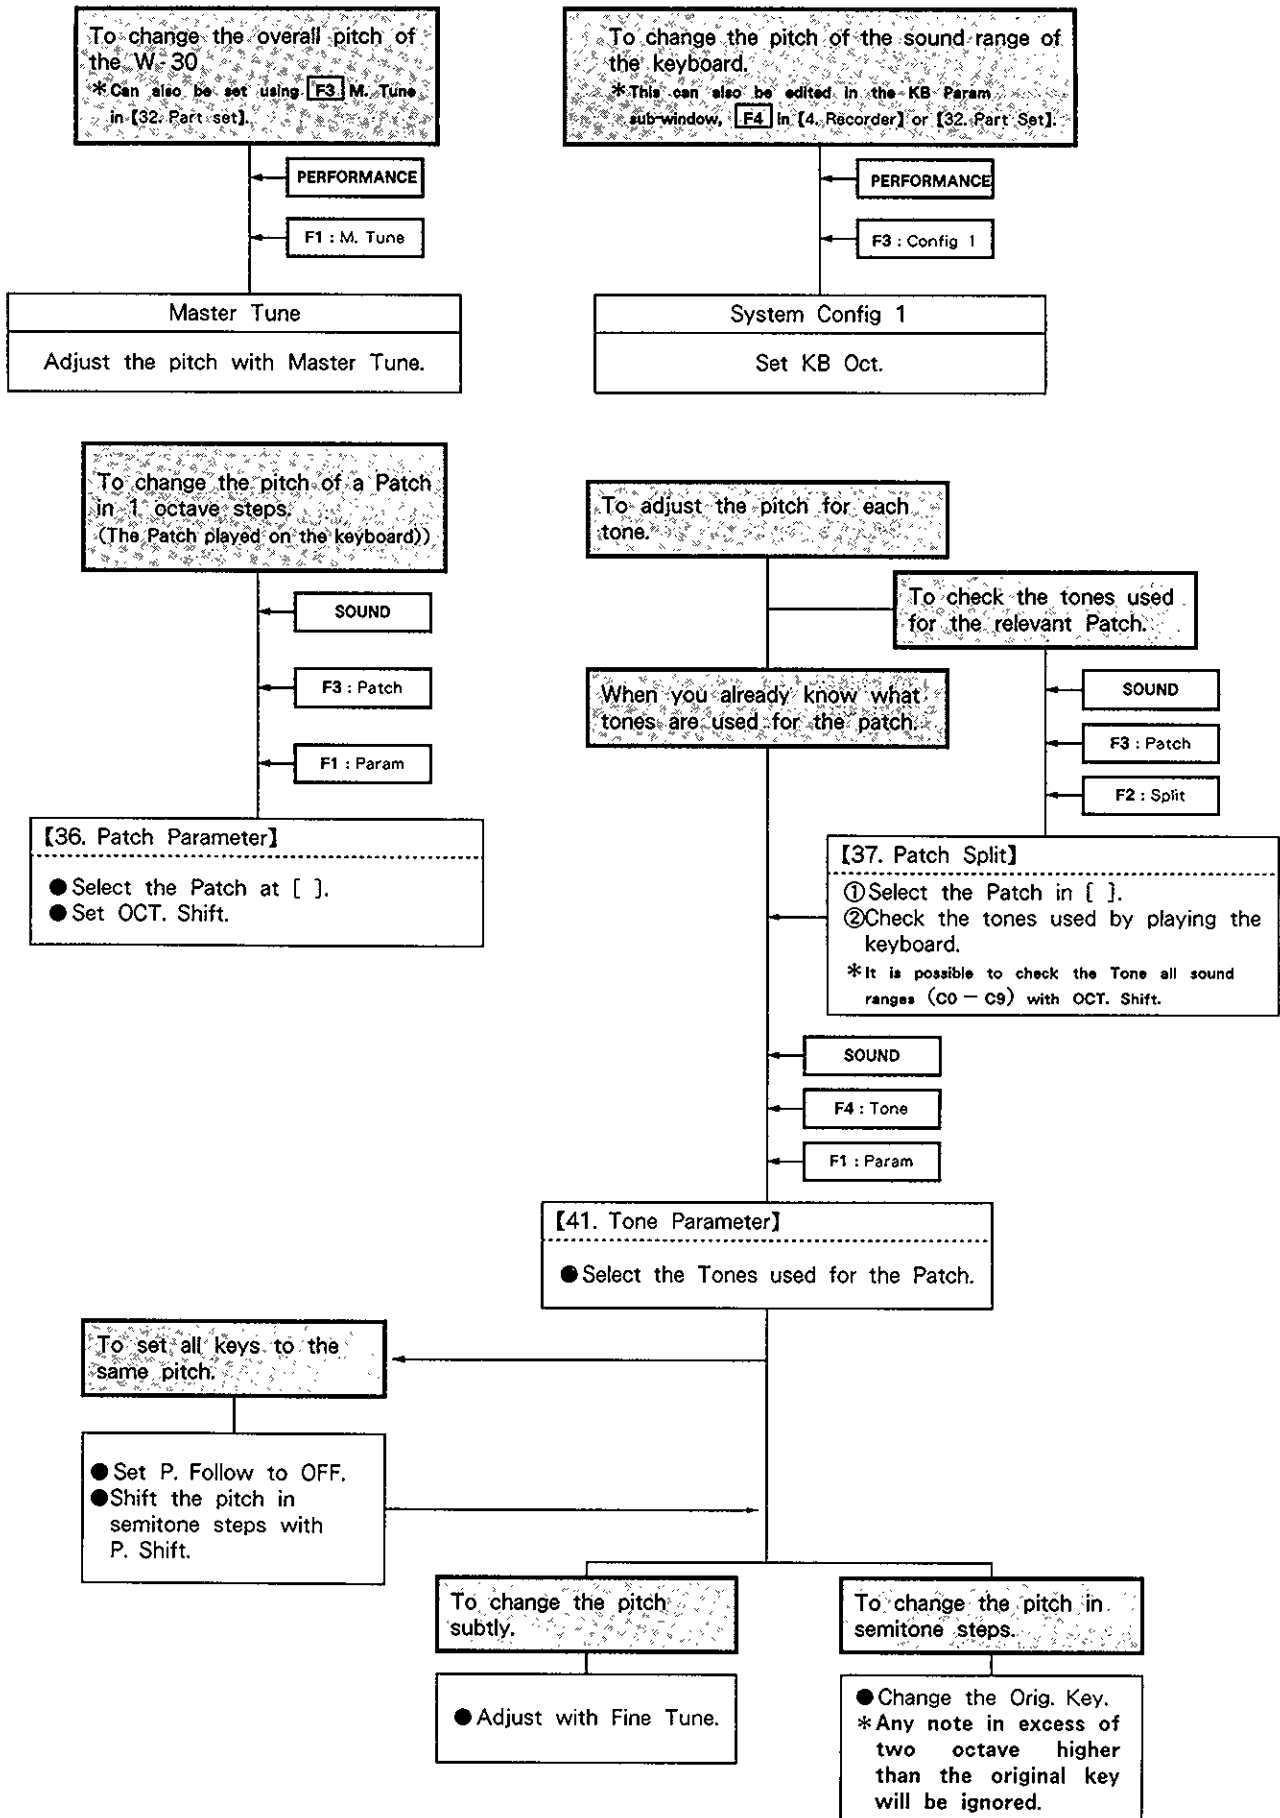 To change the overall pitch of
the W-30
*Can also be set using F3 M. Tune
in [32. Part set].
PERFORMANCE
F1 : M. Tune
Master Tune
Adjust the pitch with Master Tune.
To change the pitch of the sound range of
the keyboard.
*This can also be edited in the KB Param
sub-window, F4 in [4. Recorder] or [32. Part Set].
PERFORMANCE
F3 : Config 1
System Config 1
Set KB Oct.
To change the pitch of a Patch
in 1 octave steps.
(The Patch played on the keyboard))
SOUND
F3 : Patch
F1 : Param
【36. Patch Parameter】
● Select the Patch at [ ].
● Set OCT. Shift.
To adjust the pitch for each
tone.
To check the tones used
for the relevant Patch.
When you already know what
tones are used for the patch.
SOUND
F3 : Patch
F2 : Split
【37. Patch Split】
①Select the Patch in [ ].
②Check the tones used by playing the
keyboard.
*It is possible to check the Tone all sound
ranges (C0 — C9) with OCT. Shift.
SOUND
F4 : Tone
F1 : Param
【41. Tone Parameter】
● Select the Tones used for the Patch.
To set all keys to the
same pitch.
● Set P. Follow to OFF.
●Shift the pitch in
semitone steps with
P. Shift.
To change the pitch
subtly.
● Adjust with Fine Tune.
To change the pitch in
semitone steps.
● Change the Orig. Key.
*Any note in excess of
two octave higher
than the original key
will be ignored.